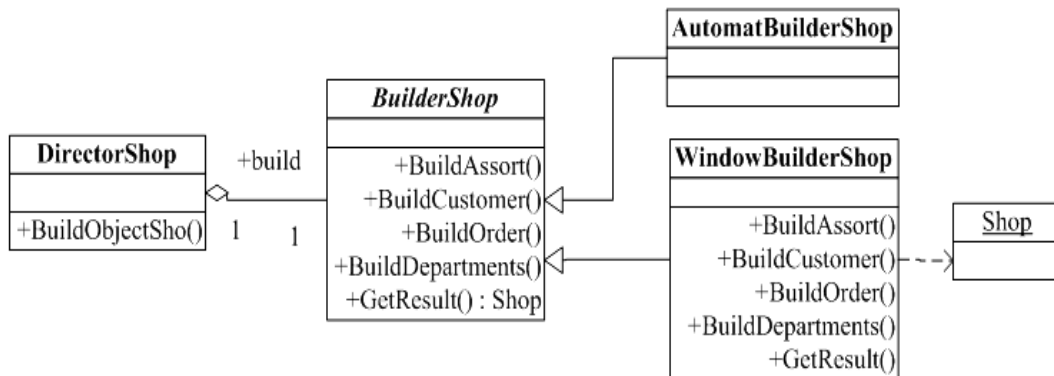 DirectorShop
+BuildObjectSho()
+build
1
1
BuilderShop
+BuildAssort()
+BuildCustomer()
+BuildOrder()
+BuildDepartments()
+GetResult() : Shop
AutomatBuilderShop
WindowBuilderShop
+BuildAssort()
+BuildCustomer()
+BuildOrder()
+BuildDepartments()
+GetResult()
Shop